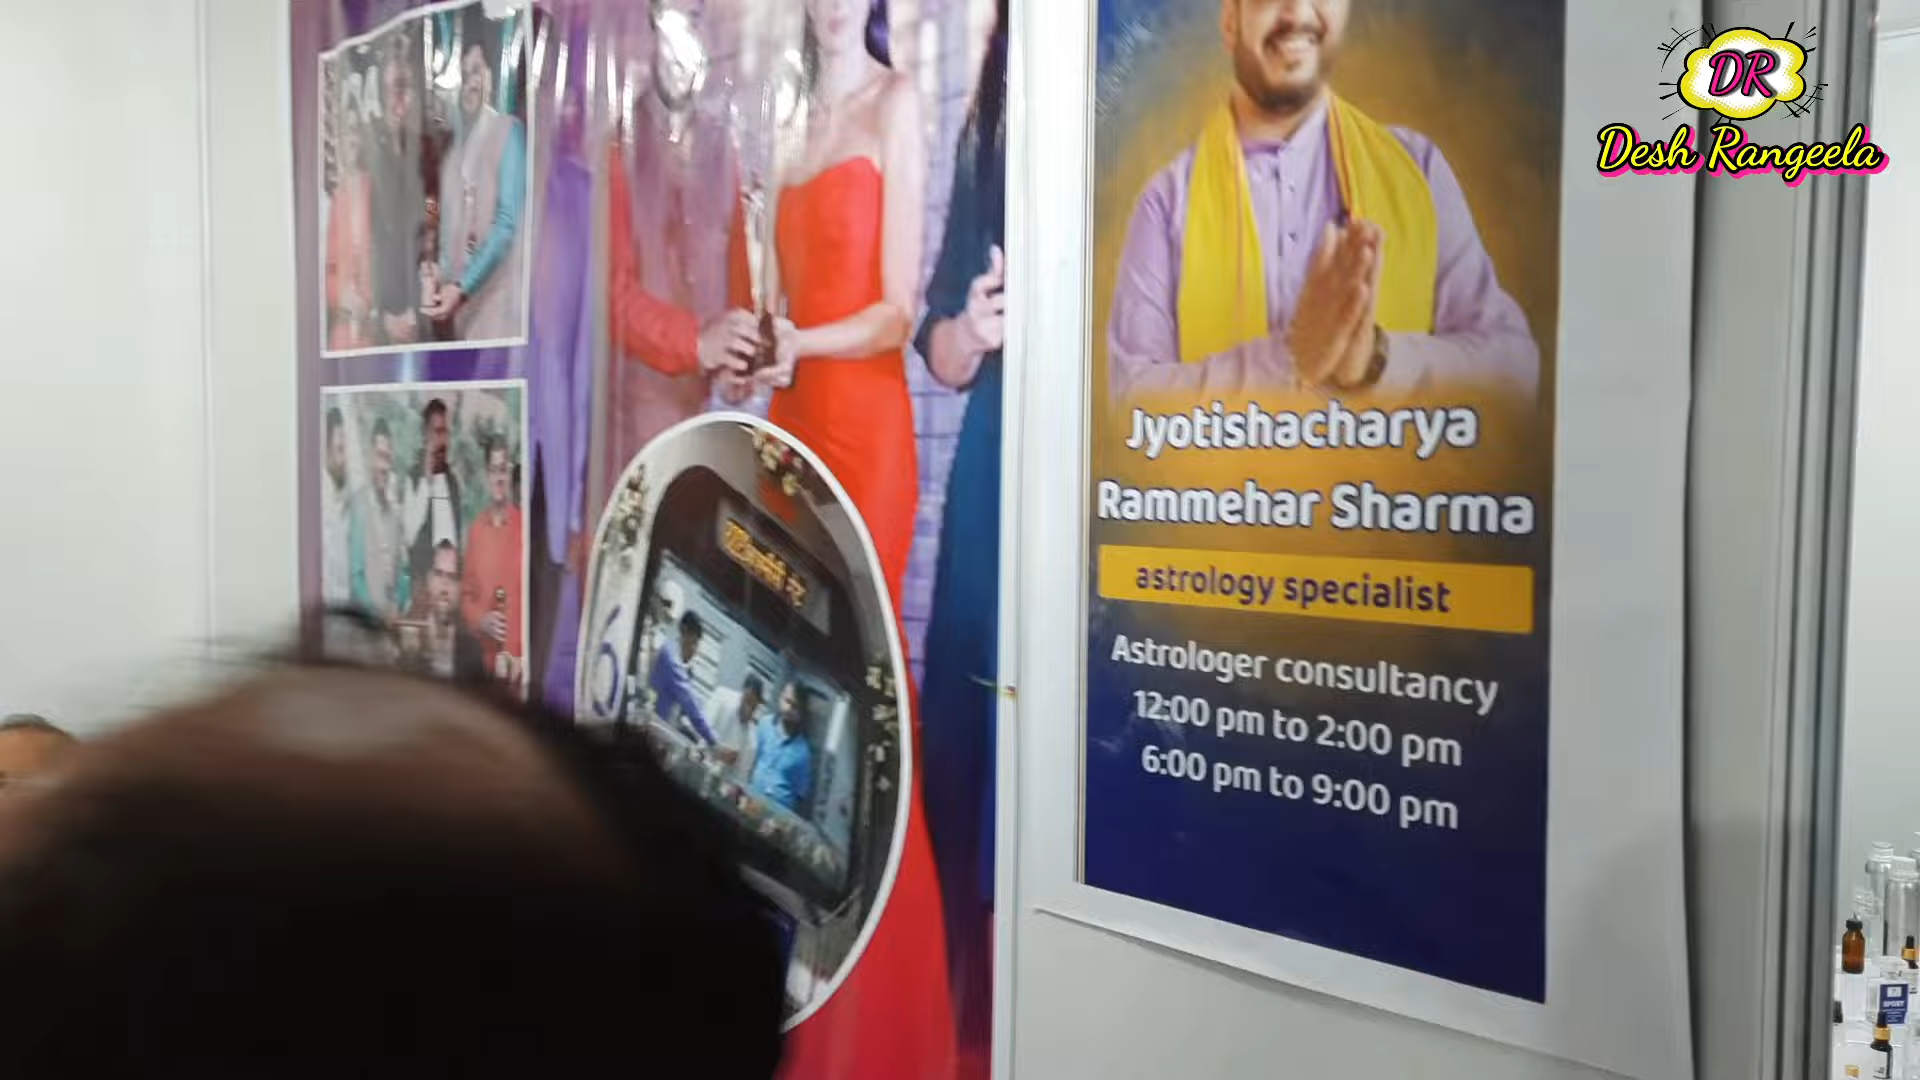 DR
Desh Rangeela
Jyotishacharya
Rammehar Sharma
astrology specialist
Astrologer consultancy
12:00 pm to 2:00 pm
6:00 pm to 9:00 pm